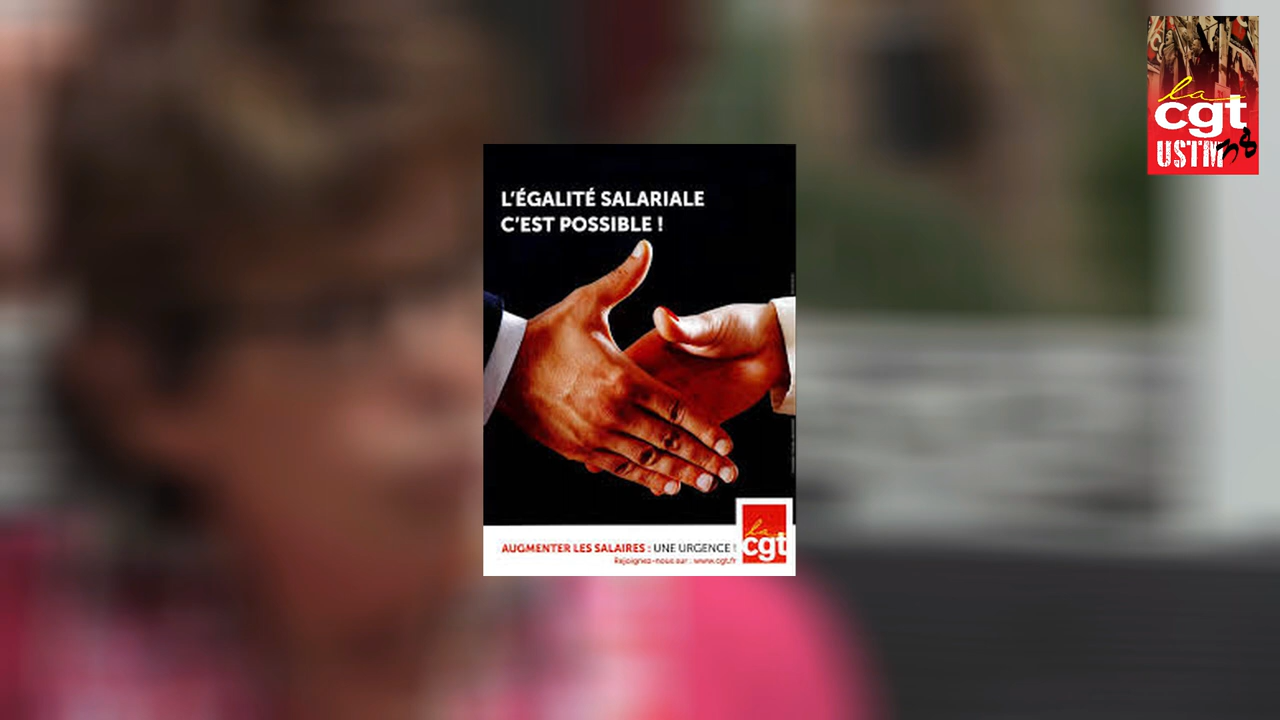 la
cgt
USTM38
L'ÉGALITÉ SALARIALE
C'EST POSSIBLE !
AUGMENTER LES SALAIRES : UNE URGENCE !
Rejoignez-nous sur : www.cgt.fr
la
cgt